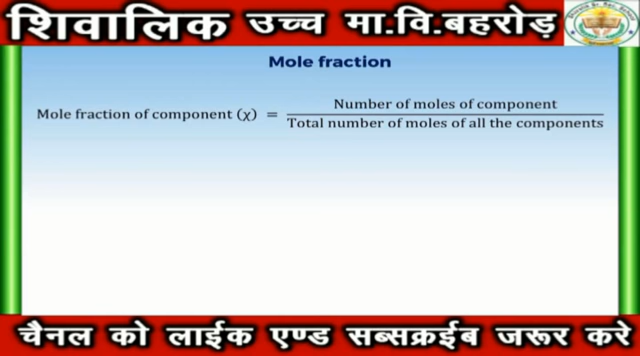 शिवालिक उच्च मा.वि.बहरोड़
Mole fraction
Mole fraction of component (χ) = Number of moles of component
Total number of moles of all the components
चैनल को लाईक एण्ड सब्सक्रईब जरूर करे